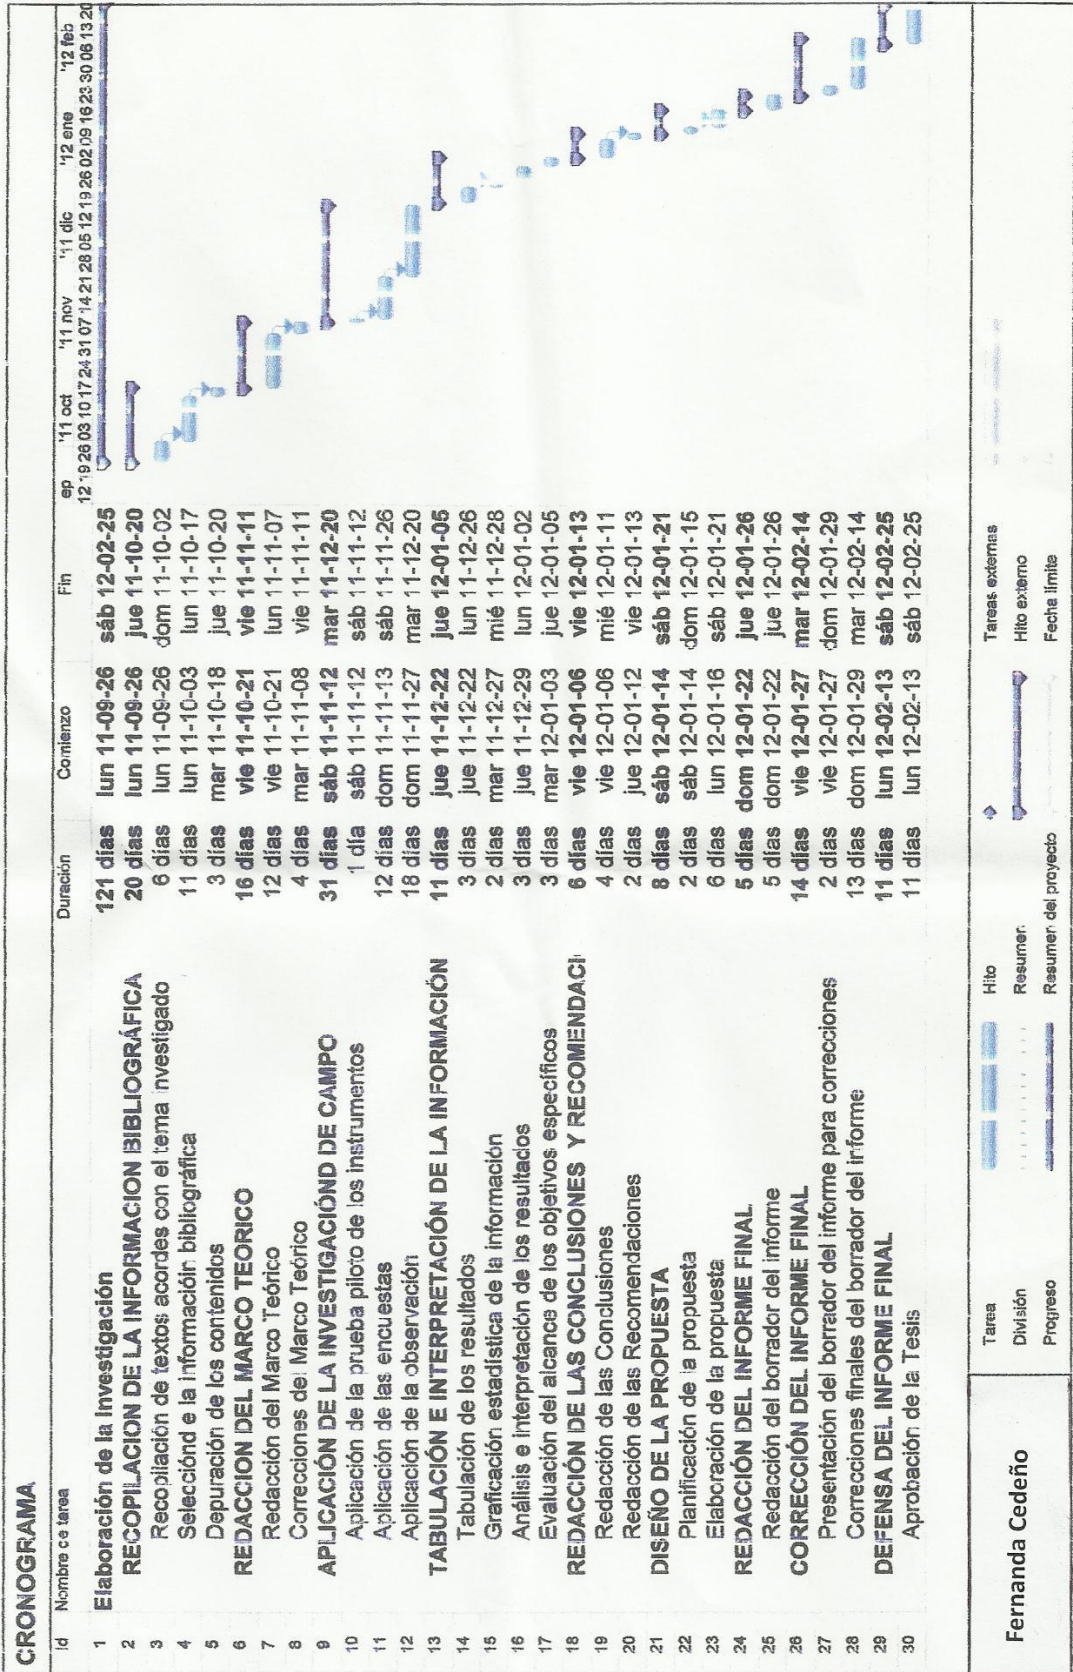 CRONOGRAMA
Id Nombre de tarea Duración Comienzo Fin
ep '11 oct '11 nov '11 dic '12 ene '12 feb
12 19 26 03 10 17 24 31 07 14 21 28 05 12 19 26 02 09 16 23 30 06 13 20
1 Elaboración de la Investigación 121 días lun 11-09-26 sáb 12-02-25
2 RECOPILACION DE LA INFORMACION BIBLIOGRÁFICA 20 días lun 11-09-26 jue 11-10-20
3 Recopilación de textos acordes con el tema investigado 6 días lun 11-09-26 dom 11-10-02
4 Selecciónd e la información bibliográfica 11 días lun 11-10-03 lun 11-10-17
5 Depuración de los contenidos 3 días mar 11-10-18 jue 11-10-20
6 REDACCION DEL MARCO TEORICO 16 días vie 11-10-21 vie 11-11-11
7 Redacción del Marco Teórico 12 días vie 11-10-21 lun 11-11-07
8 Correcciones del Marco Teórico 4 días mar 11-11-08 vie 11-11-11
9 APLICACIÓN DE LA INVESTIGACIÓND DE CAMPO 31 días sáb 11-11-12 mar 11-12-20
10 Aplicación de la prueba piloto de los instrumentos 1 día sáb 11-11-12 sáb 11-11-12
11 Aplicación de las encuestas 12 días dom 11-11-13 sáb 11-11-26
12 Aplicación de la observación 18 días dom 11-11-27 mar 11-12-20
13 TABULACIÓN E INTERPRETACIÓN DE LA INFORMACIÓN 11 días jue 11-12-22 jue 12-01-05
14 Tabulación de los resultados 3 días jue 11-12-22 lun 11-12-26
15 Graficación estadística de la información 2 días mar 11-12-27 mié 11-12-28
16 Análisis e interpretación de los resultados 3 días jue 11-12-29 lun 12-01-02
17 Evaluación del alcance de los objetivos específicos 3 días mar 12-01-03 jue 12-01-05
18 REDACCIÓN DE LAS CONCLUSIONES Y RECOMENDACI 6 días vie 12-01-06 vie 12-01-13
19 Redacción de las Conclusiones 4 días vie 12-01-06 mié 12-01-11
20 Redacción de las Recomendaciones 2 días jue 12-01-12 vie 12-01-13
21 DISEÑO DE LA PROPUESTA 8 días sáb 12-01-14 sáb 12-01-21
22 Planificación de la propuesta 2 días sáb 12-01-14 dom 12-01-15
23 Elaboración de la propuesta 6 días lun 12-01-16 sáb 12-01-21
24 REDACCIÓN DEL INFORME FINAL 5 días dom 12-01-22 jue 12-01-26
25 Redacción del borrador del informe 5 días dom 12-01-22 jue 12-01-26
26 CORRECCIÓN DEL INFORME FINAL 14 días vie 12-01-27 mar 12-02-14
27 Presentación del borrador del informe para correcciones 2 días vie 12-01-27 dom 12-01-29
28 Correcciones finales del borrador del informe 13 días dom 12-01-29 mar 12-02-14
29 DEFENSA DEL INFORME FINAL 11 días lun 12-02-13 sáb 12-02-25
30 Aprobación de la Tesis 11 días lun 12-02-13 sáb 12-02-25
Fernanda Cedeño
Tarea Hito Tareas externas
División Resumen Hito externo
Progreso Resumen del proyecto Fecha límite